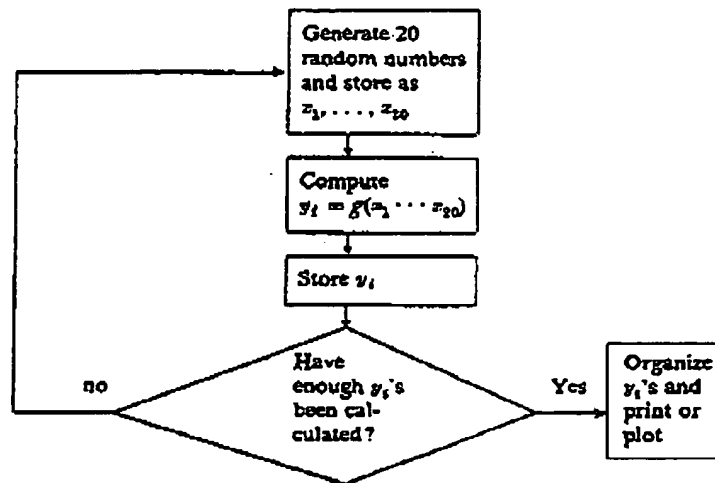 Generate 20
random numbers
and store as
x₁, . . . , x₂₀
Compute
yᵢ = g(x₁ ··· x₂₀)
Store yᵢ
Have
enough yᵢ's
been cal-
culated?
no
Yes
Organize
yᵢ's and
print or
plot